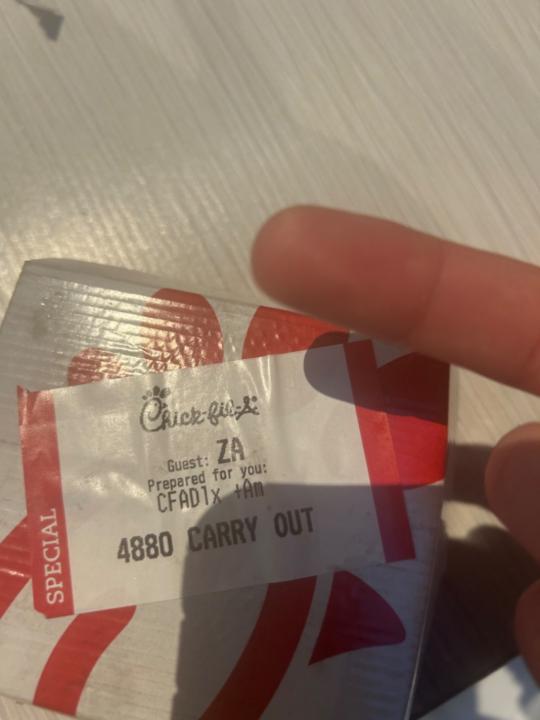 Chick-fil-A
Guest: ZA
Prepared for you:
CFAD1x +Am
4880 CARRY OUT
SPECIAL